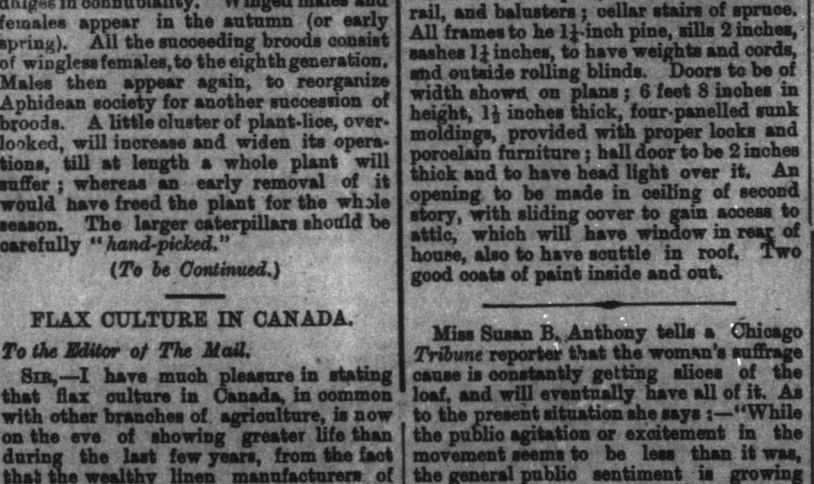 dulges in connubiality. Winged males and
females appear in the autumn (or early
spring). All the succeeding broods consist
of wingless females, to the eighth generation.
Males then appear again, to reorganize
Aphidean society for another succession of
broods. A little cluster of plant-lice, over-
looked, will increase and widen its opera-
tions, till at length a whole plant will
suffer ; whereas an early removal of it
would have freed the plant for the whole
season. The larger caterpillars should be
carefully "hand-picked."
(To be Continued.)
FLAX CULTURE IN CANADA.
To the Editor of The Mail.
SIR,—I have much pleasure in stating
that flax culture in Canada, in common
with other branches of agriculture, is now
on the eve of showing greater life than
during the last few years, from the fact
that the wealthy linen manufacturers of
rail, and balusters ; cellar stairs of spruce.
All frames to he 1¼-inch pine, sills 2 inches,
sashes 1¼ inches, to have weights and cords,
and outside rolling blinds. Doors to be of
width shown on plans ; 6 feet 8 inches in
height, 1½ inches thick, four-panelled sunk
moldings, provided with proper locks and
porcelain furniture ; hall door to be 2 inches
thick and to have head light over it. An
opening to be made in ceiling of second
story, with sliding cover to gain access to
attic, which will have window in rear of
house, also to have scuttle in roof. Two
good coats of paint inside and out.
Miss Susan B. Anthony tells a Chicago
Tribune reporter that the woman's suffrage
cause is constantly getting slices of the
loaf, and will eventually have all of it. As
to the present situation she says :—"While
the public agitation or excitement in the
movement seems to be less than it was,
the general public sentiment is growing